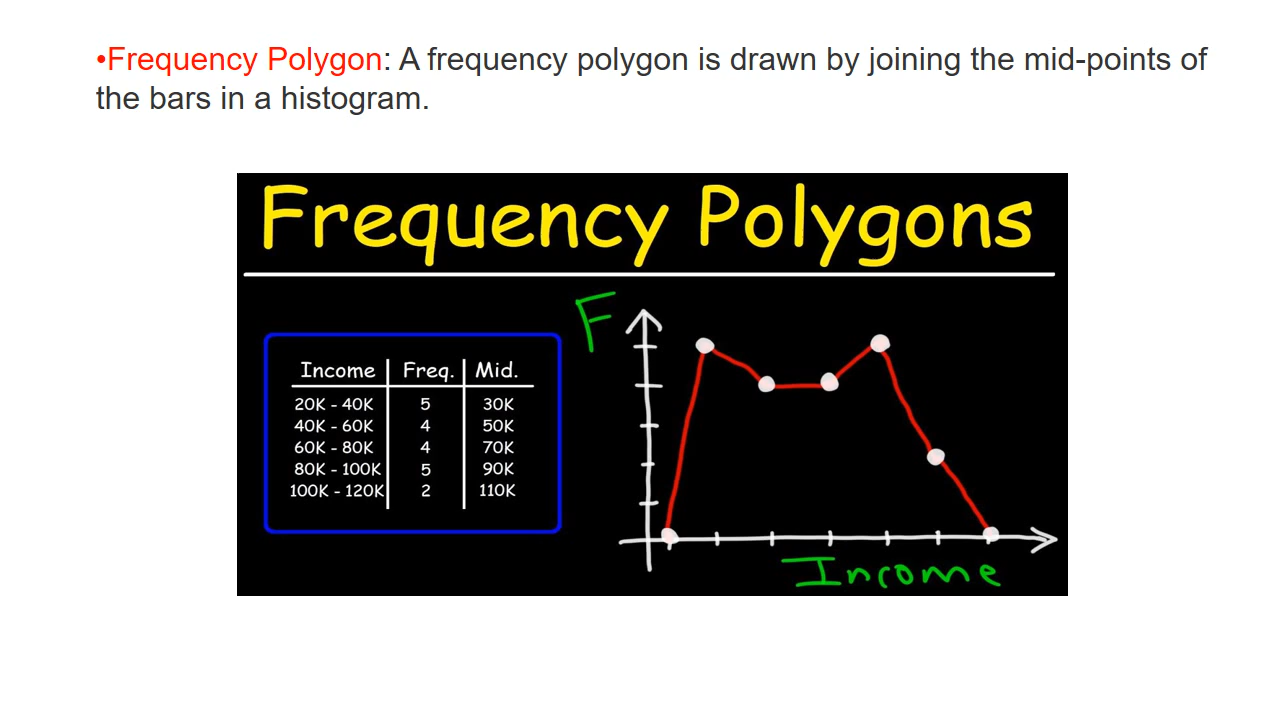 •Frequency Polygon: A frequency polygon is drawn by joining the mid-points of
the bars in a histogram.
Frequency Polygons
F
Income Freq. Mid.
20K - 40K 5 30K
40K - 60K 4 50K
60K - 80K 4 70K
80K - 100K 5 90K
100K - 120K 2 110K
Income